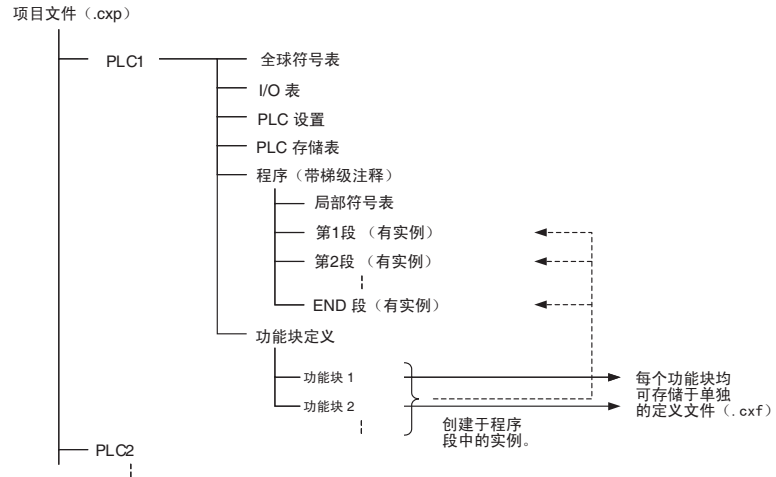 项目文件（.cxp）
PLC1
全球符号表
I/O 表
PLC 设置
PLC 存储表
程序（带梯级注释）
局部符号表
第1段 （有实例）
第2段 （有实例）
END 段（有实例）
功能块定义
功能块 1
功能块 2
创建于程序
段中的实例。
每个功能块均
可存储于单独
的定义文件（.cxf）
PLC2